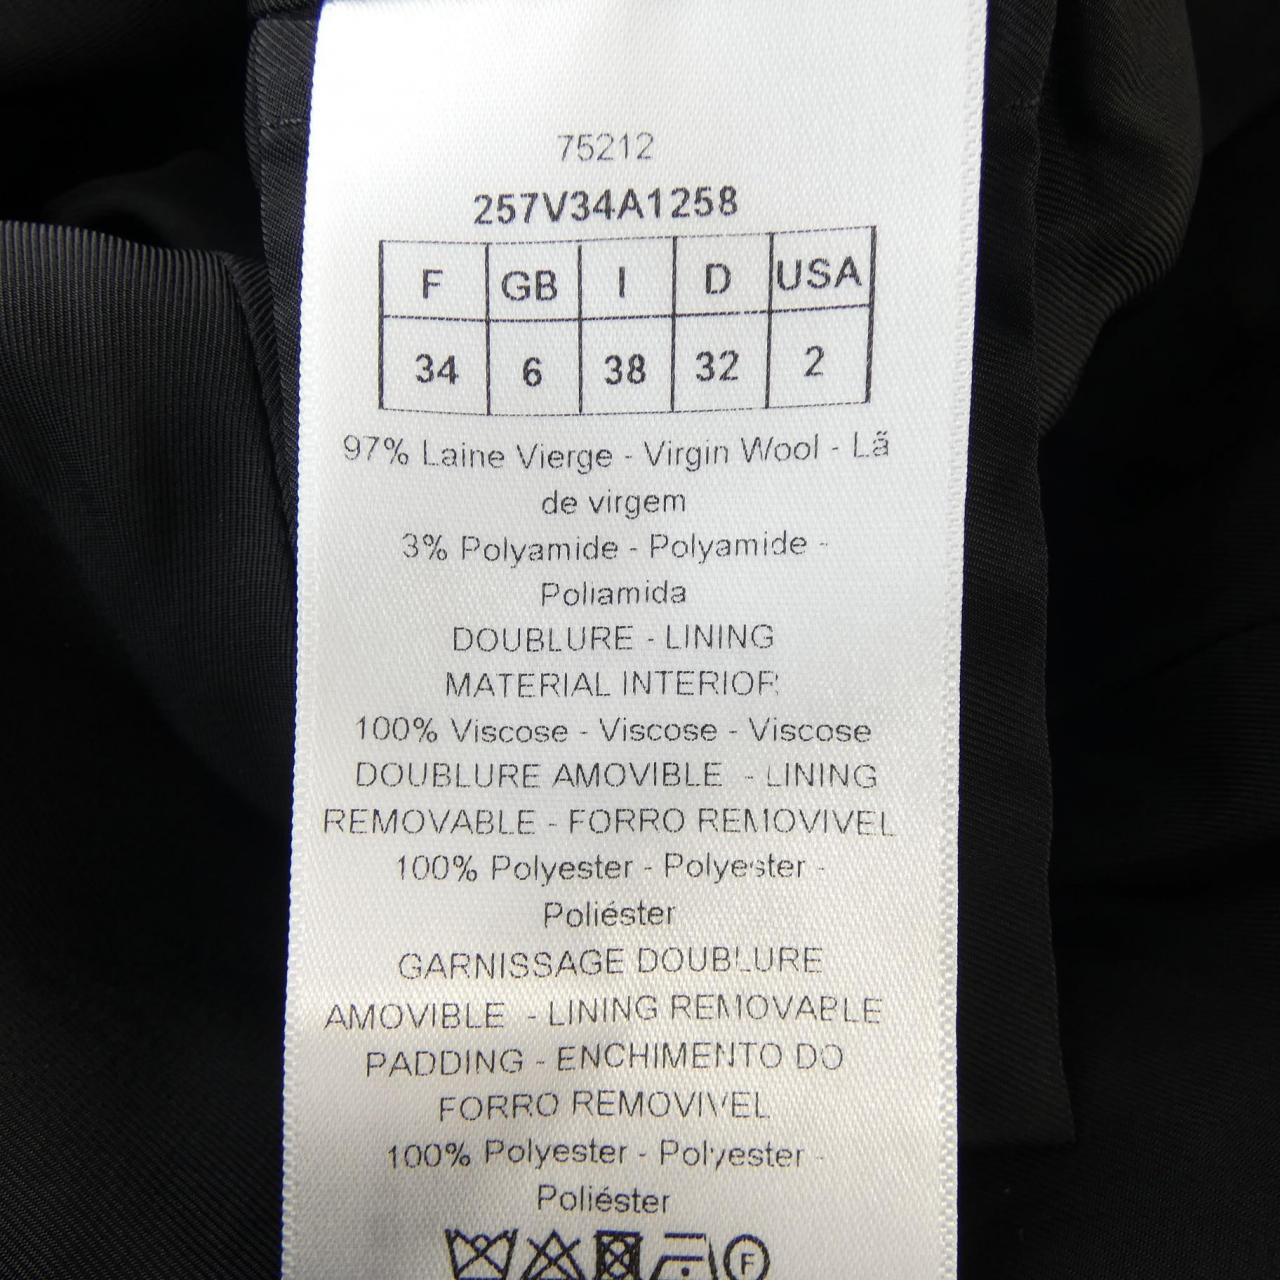 75212
257V34A1258
F GB I D USA
34 6 38 32 2
97% Laine Vierge - Virgin Wool - Lã
de virgem
3% Polyamide - Polyamide -
Poliamida
DOUBLURE - LINING
MATERIAL INTERIOR
100% Viscose - Viscose - Viscose
DOUBLURE AMOVIBLE - LINING
REMOVABLE - FORRO REMOVIVEL
100% Polyester - Polyester -
Poliéster
GARNISSAGE DOUBLURE
AMOVIBLE - LINING REMOVABLE
PADDING - ENCHIMENTO DO
FORRO REMOVIVEL
100% Polyester - Polyester -
Poliéster
F